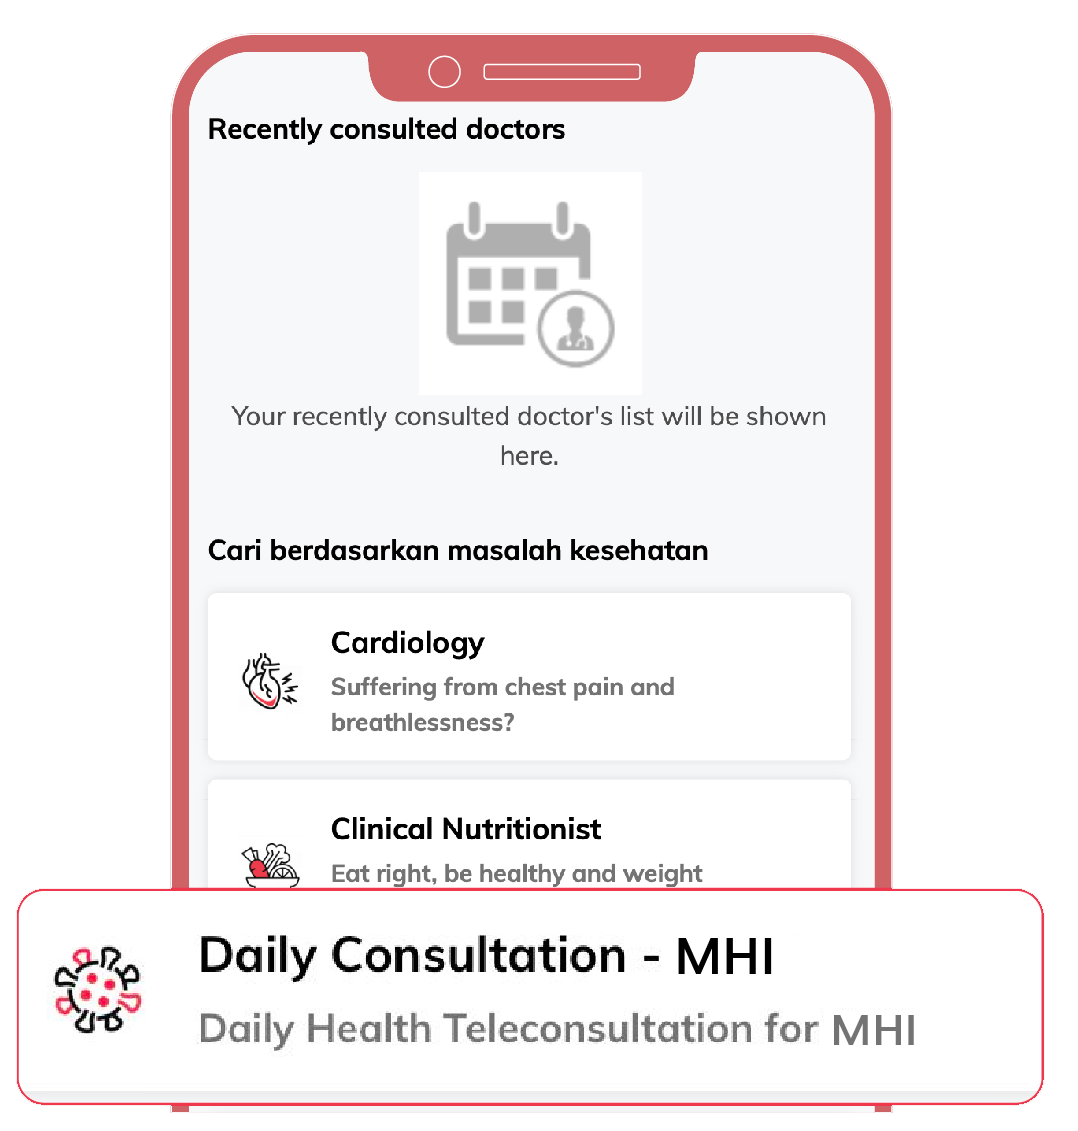 Recently consulted doctors
Your recently consulted doctor's list will be shown
here.
Cari berdasarkan masalah kesehatan
Cardiology
Suffering from chest pain and
breathlessness?
Clinical Nutritionist
Eat right, be healthy and weight
Daily Consultation - MHI
Daily Health Teleconsultation for MHI